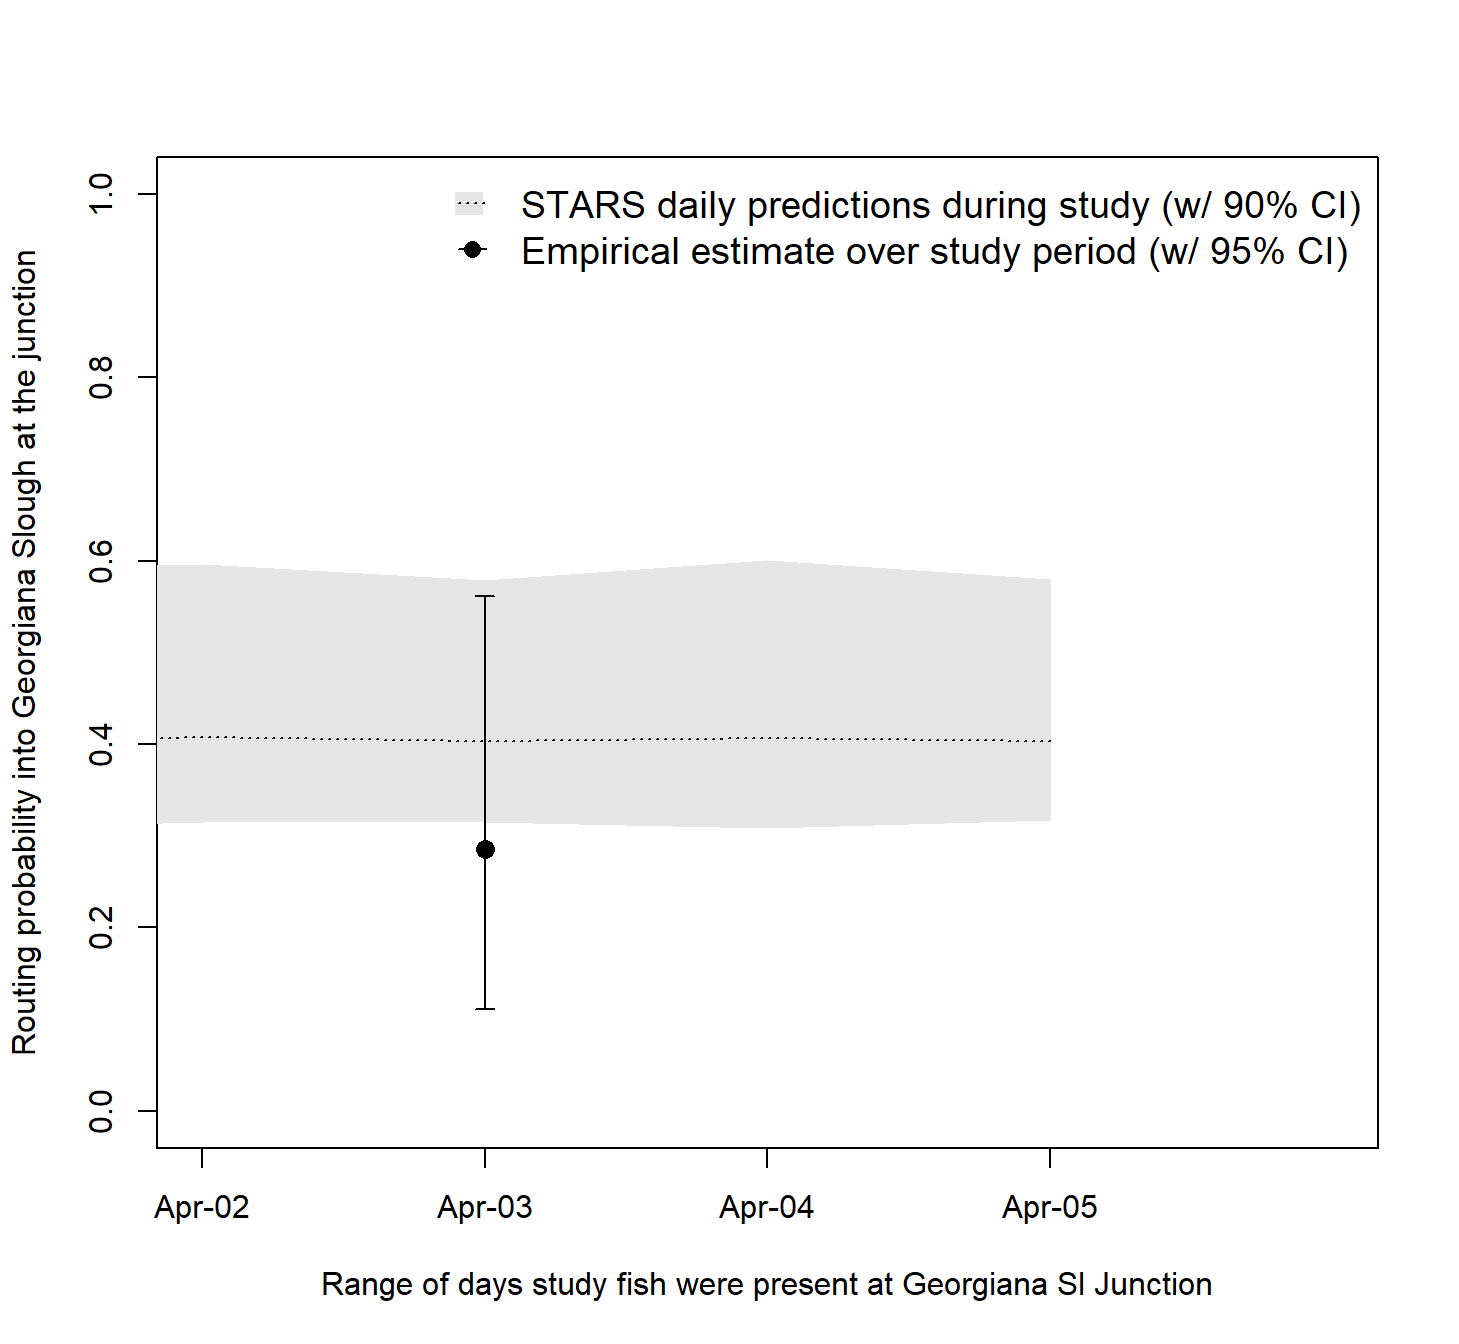 STARS daily predictions during study (w/ 90% CI)
Empirical estimate over study period (w/ 95% CI)
Routing probability into Georgiana Slough at the junction
1.0
0.8
0.6
0.4
0.2
0.0
Apr-02 Apr-03 Apr-04 Apr-05
Range of days study fish were present at Georgiana Sl Junction